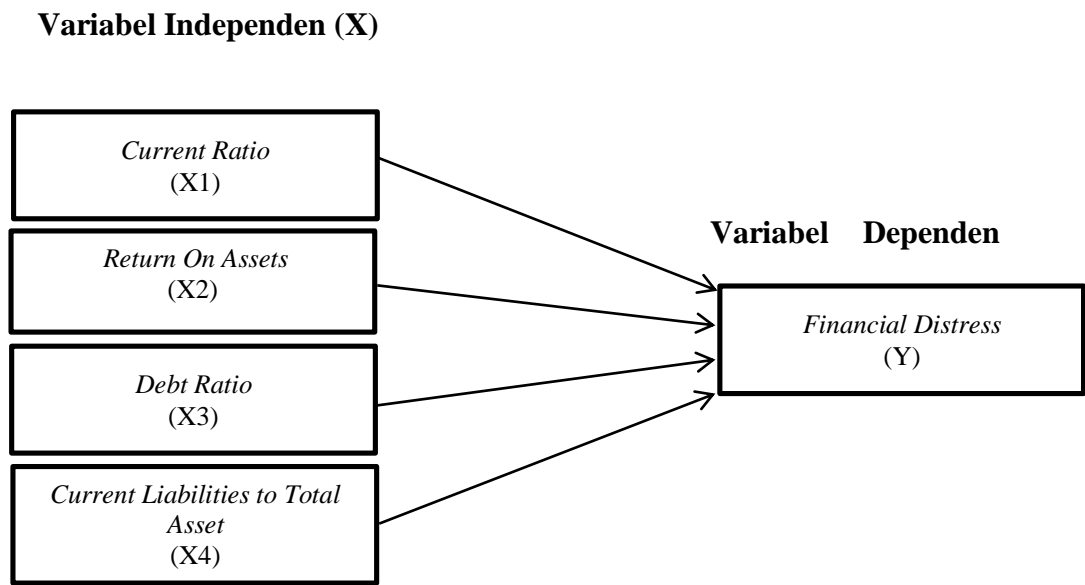 Variabel Independen (X)
Current Ratio
(X1)
Return On Assets
(X2)
Debt Ratio
(X3)
Current Liabilities to Total
Asset
(X4)
Variabel Dependen
Financial Distress
(Y)